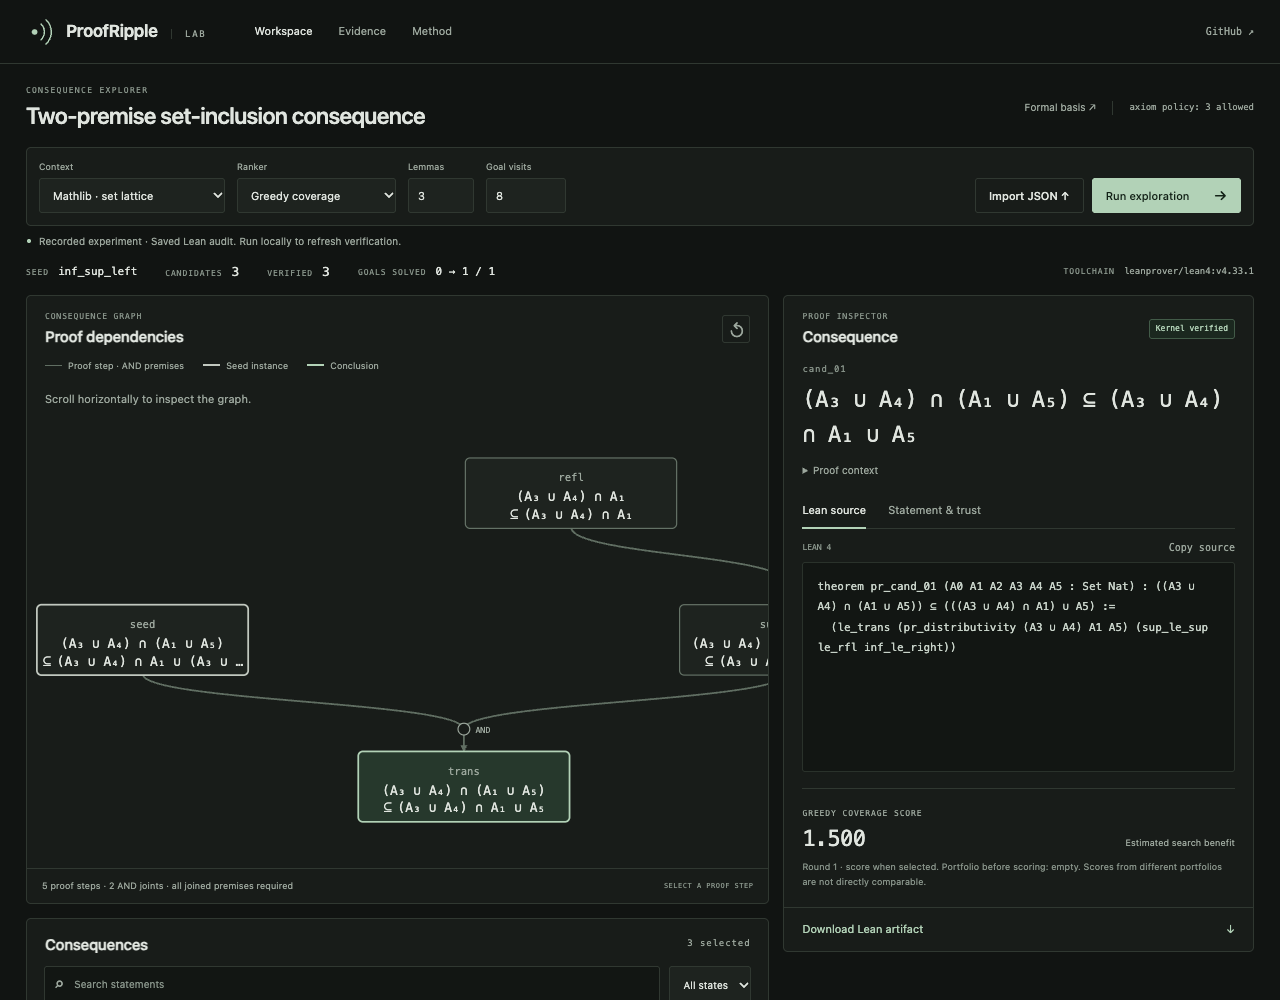 ProofRipple LAB Workspace Evidence Method GitHub ↗
CONSEQUENCE EXPLORER
Two-premise set-inclusion consequence
Formal basis ↗ axiom policy: 3 allowed
Context Ranker Lemmas Goal visits
Mathlib · set lattice Greedy coverage 3 8 Import JSON ↑ Run exploration →
Recorded experiment · Saved Lean audit. Run locally to refresh verification.
SEED inf_sup_left CANDIDATES 3 VERIFIED 3 GOALS SOLVED 0 → 1 / 1 TOOLCHAIN leanprover/lean4:v4.33.1
CONSEQUENCE GRAPH
Proof dependencies
Proof step · AND premises Seed instance Conclusion
Scroll horizontally to inspect the graph.
refl
(A₃ ∪ A₄) ∩ A₁
⊆ (A₃ ∪ A₄) ∩ A₁
seed
(A₃ ∪ A₄) ∩ (A₁ ∪ A₅)
⊆ (A₃ ∪ A₄) ∩ A₁ ∪ (A₃ ∪ …
(A₃ ∪ A₄)
⊆ (A₃ ∪
AND
trans
(A₃ ∪ A₄) ∩ (A₁ ∪ A₅)
⊆ (A₃ ∪ A₄) ∩ A₁ ∪ A₅
5 proof steps · 2 AND joints · all joined premises required SELECT A PROOF STEP
Consequences 3 selected
Search statements All states
PROOF INSPECTOR
Consequence Kernel verified
cand_01
(A₃ ∪ A₄) ∩ (A₁ ∪ A₅) ⊆ (A₃ ∪ A₄)
∩ A₁ ∪ A₅
Proof context
Lean source Statement & trust
LEAN 4 Copy source
theorem pr_cand_01 (A0 A1 A2 A3 A4 A5 : Set Nat) : ((A3 ∪
A4) ∩ (A1 ∪ A5)) ⊆ (((A3 ∪ A4) ∩ A1) ∪ A5) :=
(le_trans (pr_distributivity (A3 ∪ A4) A1 A5) (sup_le_sup
le_rfl inf_le_right))
GREEDY COVERAGE SCORE
1.500 Estimated search benefit
Round 1 · score when selected. Portfolio before scoring: empty. Scores from different portfolios
are not directly comparable.
Download Lean artifact ↓